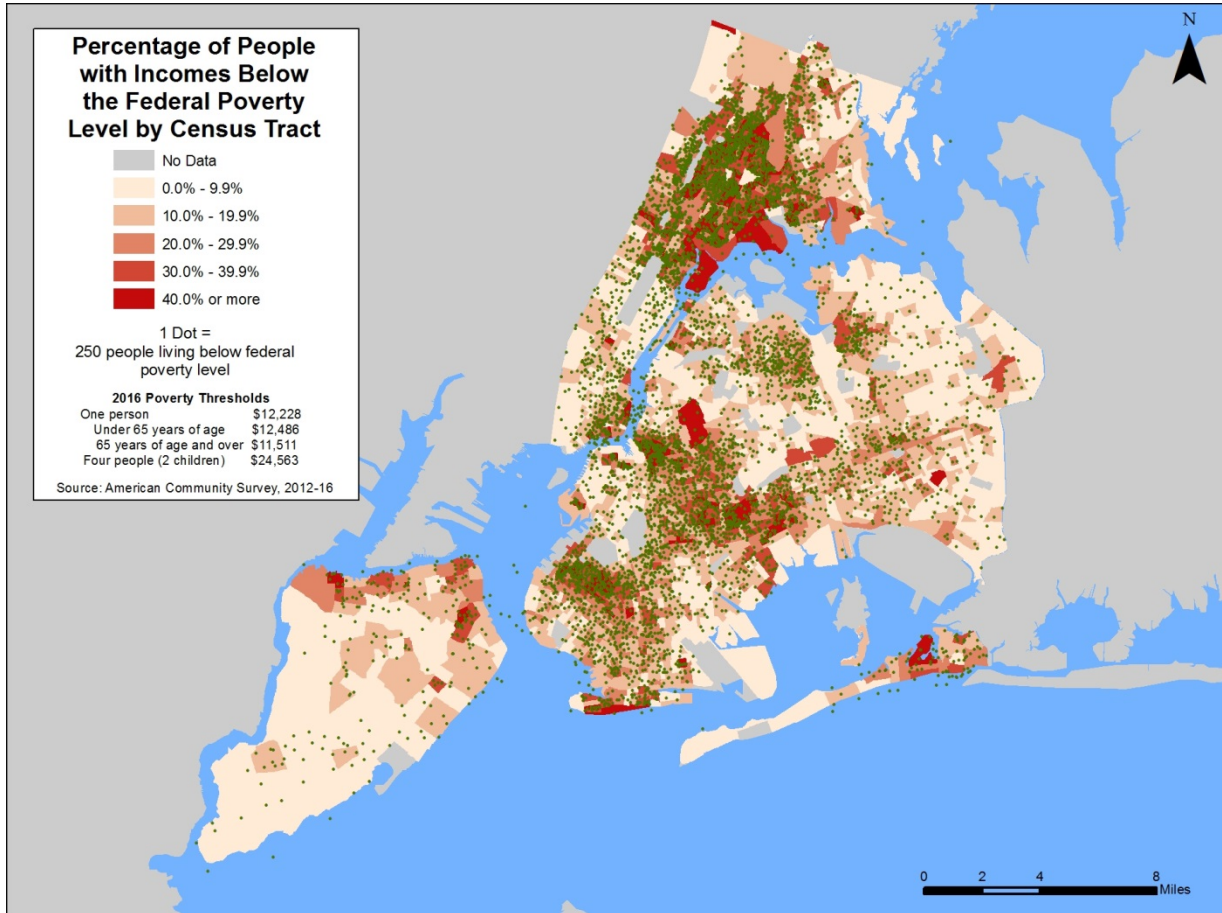 Percentage of People
with Incomes Below
the Federal Poverty
Level by Census Tract
No Data
0.0% - 9.9%
10.0% - 19.9%
20.0% - 29.9%
30.0% - 39.9%
40.0% or more
1 Dot =
250 people living below federal
poverty level
2016 Poverty Thresholds
One person $12,228
Under 65 years of age $12,486
65 years of age and over $11,511
Four people (2 children) $24,563
Source: American Community Survey, 2012-16
N
0 2 4 8
Miles